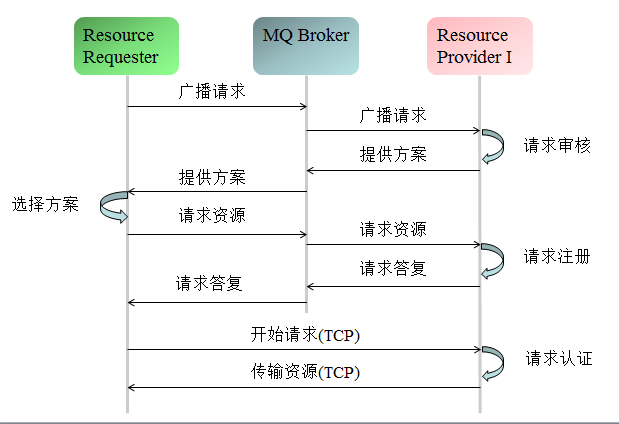 Resource
Requester
MQ Broker
Resource
Provider I
广播请求
广播请求
请求审核
提供方案
提供方案
选择方案
请求资源
请求资源
请求注册
请求答复
请求答复
开始请求(TCP)
请求认证
传输资源(TCP)